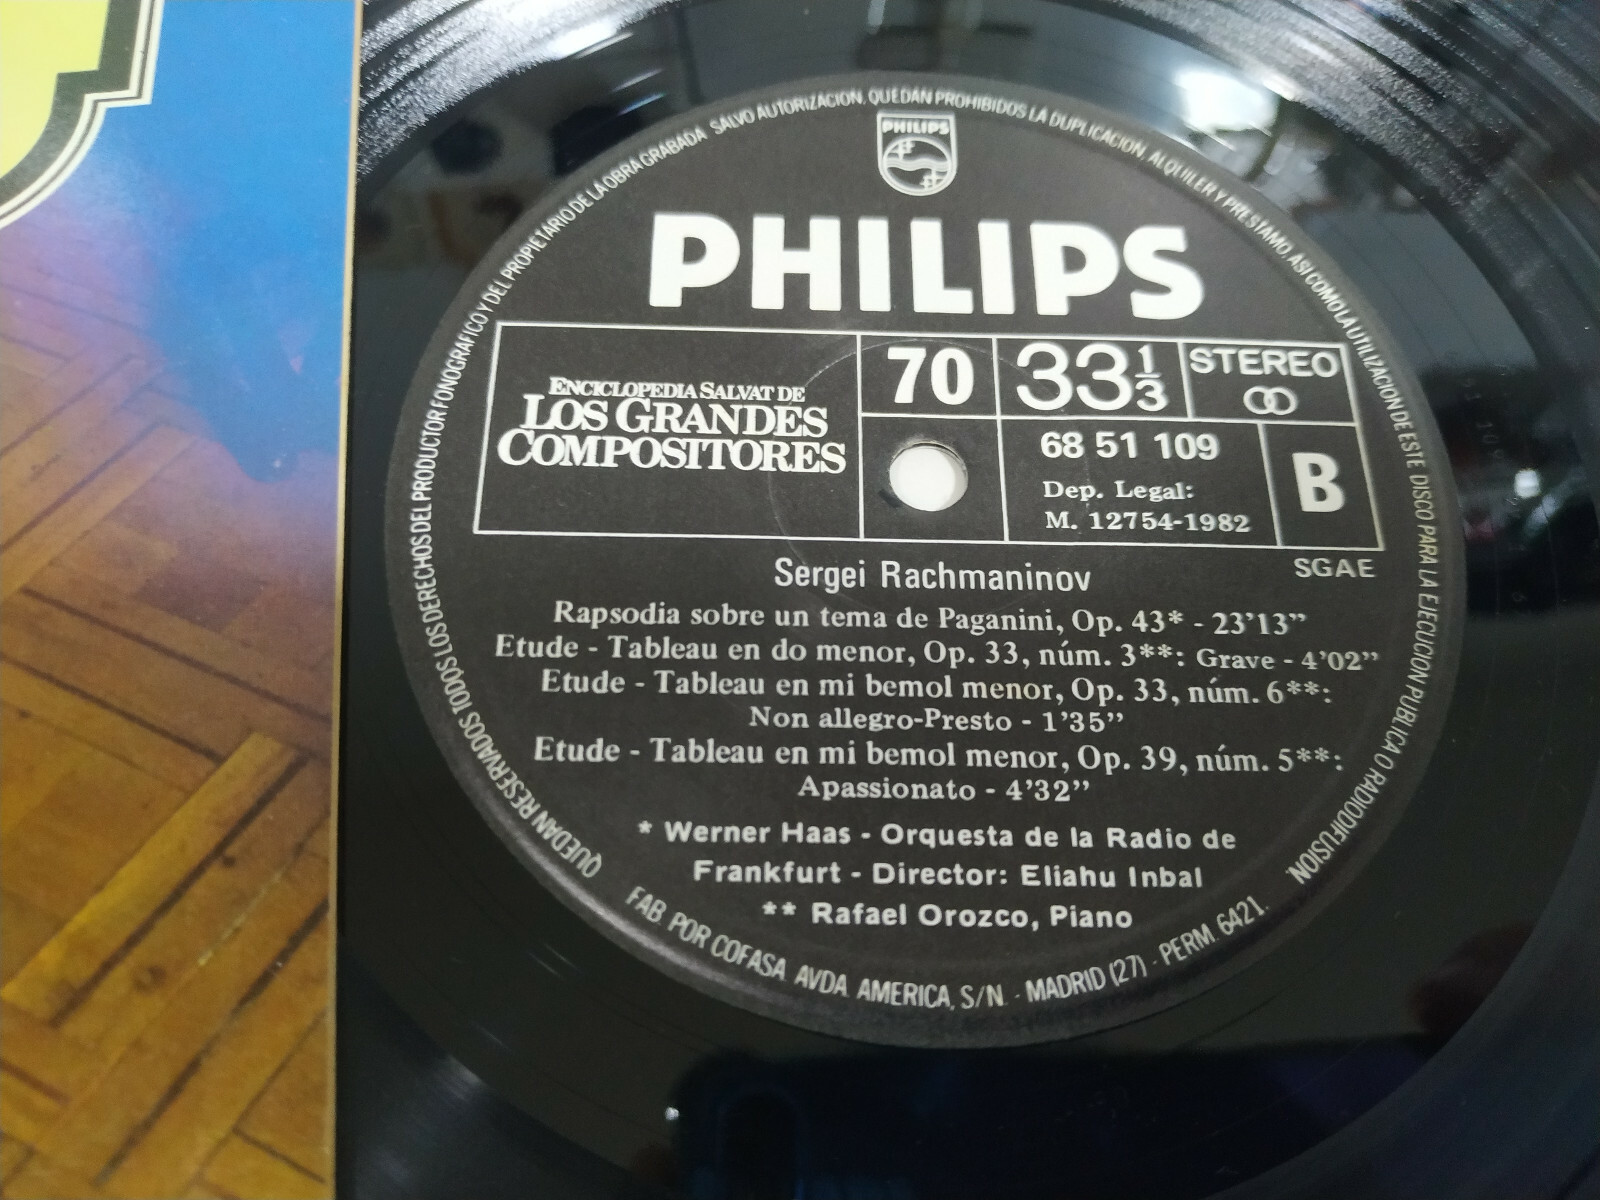 QUEDAN RESERVADOS TODOS LOS DERECHOS DEL PRODUCTOR FONOGRAFICO Y DEL PROPIETARIO DE LA OBRA GRABADA. SALVO AUTORIZACION, QUEDAN PROHIBIDOS LA DUPLICACION, ALQUILER Y PRESTAMO, ASI COMO LA UTILIZACION DE ESTE DISCO PARA LA EJECUCION PUBLICA O RADIODIFUSION.
PHILIPS
PHILIPS
ENCICLOPEDIA SALVAT DE
LOS GRANDES
COMPOSITORES
70
33 1/3
STEREO
68 51 109
Dep. Legal:
M. 12754-1982
B
SGAE
Sergei Rachmaninov
Rapsodia sobre un tema de Paganini, Op. 43* - 23'13"
Etude - Tableau en do menor, Op. 33, núm. 3**: Grave - 4'02"
Etude - Tableau en mi bemol menor, Op. 33, núm. 6**:
Non allegro-Presto - 1'35"
Etude - Tableau en mi bemol menor, Op. 39, núm. 5**:
Apassionato - 4'32"
* Werner Haas - Orquesta de la Radio de
Frankfurt - Director: Eliahu Inbal
** Rafael Orozco, Piano
FAB. POR COFASA AVDA. AMERICA, S/N. - MADRID (27) - PERM. 6421.